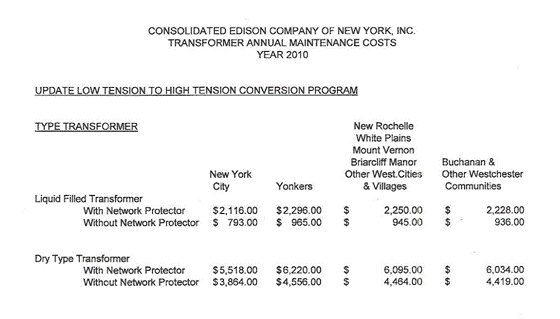 CONSOLIDATED EDISON COMPANY OF NEW YORK, INC.
TRANSFORMER ANNUAL MAINTENANCE COSTS
YEAR 2010
UPDATE LOW TENSION TO HIGH TENSION CONVERSION PROGRAM
TYPE TRANSFORMER New Rochelle
White Plains
Mount Vernon
Briarcliff Manor Buchanan &
New York Other West.Cities Other Westchester
City Yonkers & Villages Communities
Liquid Filled Transformer
With Network Protector $2,116.00 $2,296.00 $ 2,250.00 $ 2,228.00
Without Network Protector $ 793.00 $ 965.00 $ 945.00 $ 936.00
Dry Type Transformer
With Network Protector $5,518.00 $6,220.00 $ 6,095.00 $ 6,034.00
Without Network Protector $3,864.00 $4,556.00 $ 4,464.00 $ 4,419.00